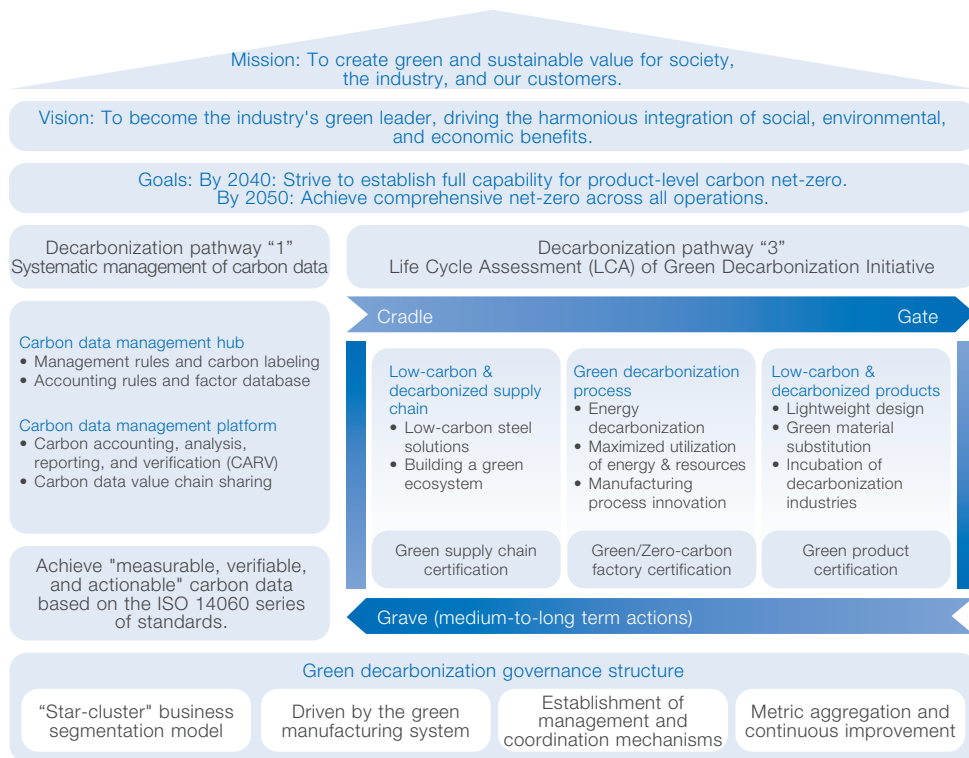 Mission: To create green and sustainable value for society,
the industry, and our customers.
Vision: To become the industry's green leader, driving the harmonious integration of social, environmental,
and economic benefits.
Goals: By 2040: Strive to establish full capability for product-level carbon net-zero.
By 2050: Achieve comprehensive net-zero across all operations.
Decarbonization pathway “1”
Systematic management of carbon data
Carbon data management hub
• Management rules and carbon labeling
• Accounting rules and factor database
Carbon data management platform
• Carbon accounting, analysis,
reporting, and verification (CARV)
• Carbon data value chain sharing
Achieve "measurable, verifiable,
and actionable" carbon data
based on the ISO 14060 series
of standards.
Decarbonization pathway “3”
Life Cycle Assessment (LCA) of Green Decarbonization Initiative
Cradle
Gate
Low-carbon &
decarbonized supply
chain
• Low-carbon steel
solutions
• Building a green
ecosystem
Green supply chain
certification
Green decarbonization
process
• Energy
decarbonization
• Maximized utilization
of energy & resources
• Manufacturing
process innovation
Green/Zero-carbon
factory certification
Low-carbon &
decarbonized products
• Lightweight design
• Green material
substitution
• Incubation of
decarbonization
industries
Green product
certification
Grave (medium-to-long term actions)
Green decarbonization governance structure
“Star-cluster" business
segmentation model
Driven by the green
manufacturing system
Establishment of
management and
coordination mechanisms
Metric aggregation and
continuous improvement